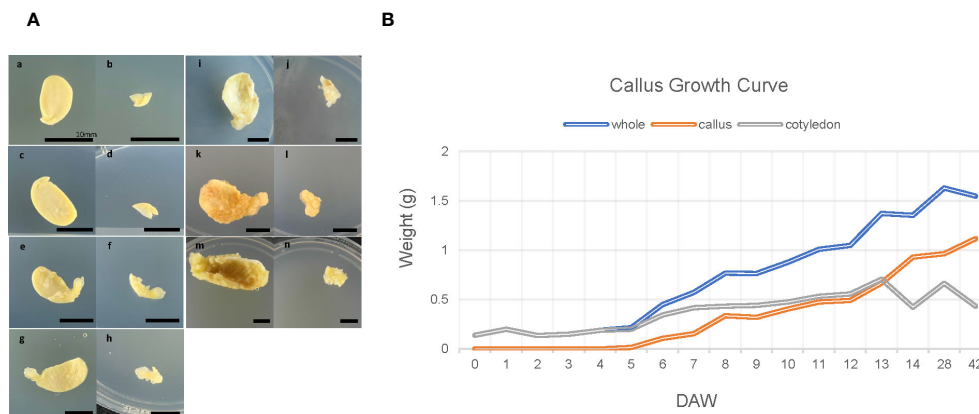 A
B
a
b
i
j
10mm
c
d
k
l
e
f
m
n
g
h
Callus Growth Curve
whole callus cotyledon
2
1.5
1
0.5
0
Weight (g)
0 1 2 3 4 5 6 7 8 9 10 11 12 13 14 28 42
DAW